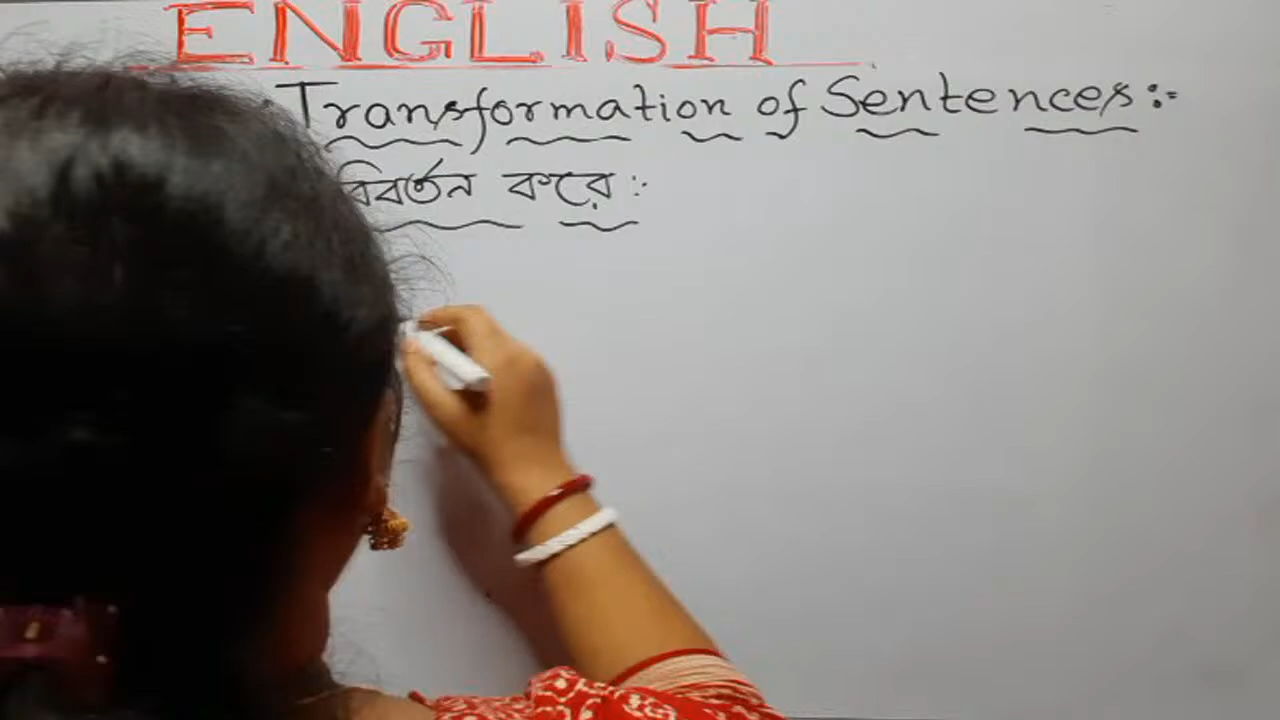 ENGLISH
Transformation of Sentences :-
করে :-